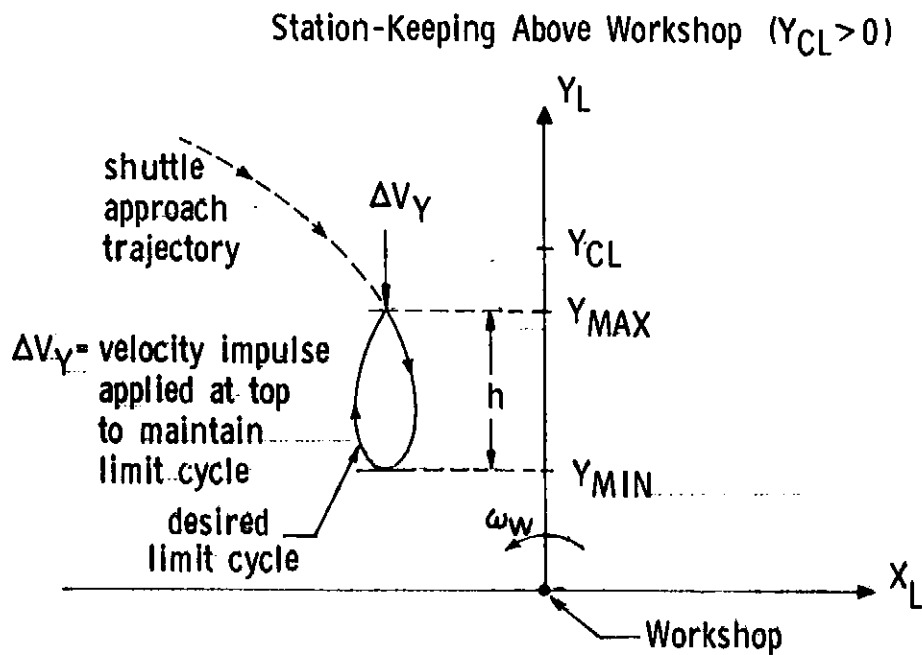 Station-Keeping Above Workshop (Y_CL > 0)
Y_L
shuttle
approach
trajectory
ΔV_Y
Y_CL
Y_MAX
ΔV_Y = velocity impulse
applied at top
to maintain
limit cycle
h
Y_MIN
desired
limit cycle
ω_W
X_L
Workshop